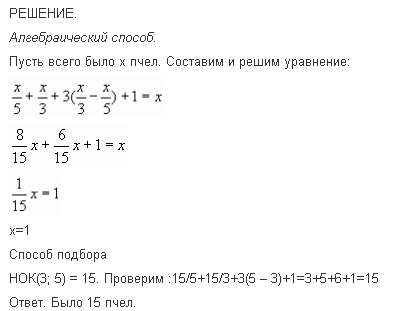 РЕШЕНИЕ.
Алгебраический способ.
Пусть всего было х пчел. Составим и решим уравнение:
x/5 + x/3 + 3(x/3 − x/5) + 1 = x
8/15 x + 6/15 x + 1 = x
1/15 x = 1
х=1
Способ подбора
НОК(3; 5) = 15. Проверим :15/5+15/3+3(5 – 3)+1=3+5+6+1=15
Ответ. Было 15 пчел.